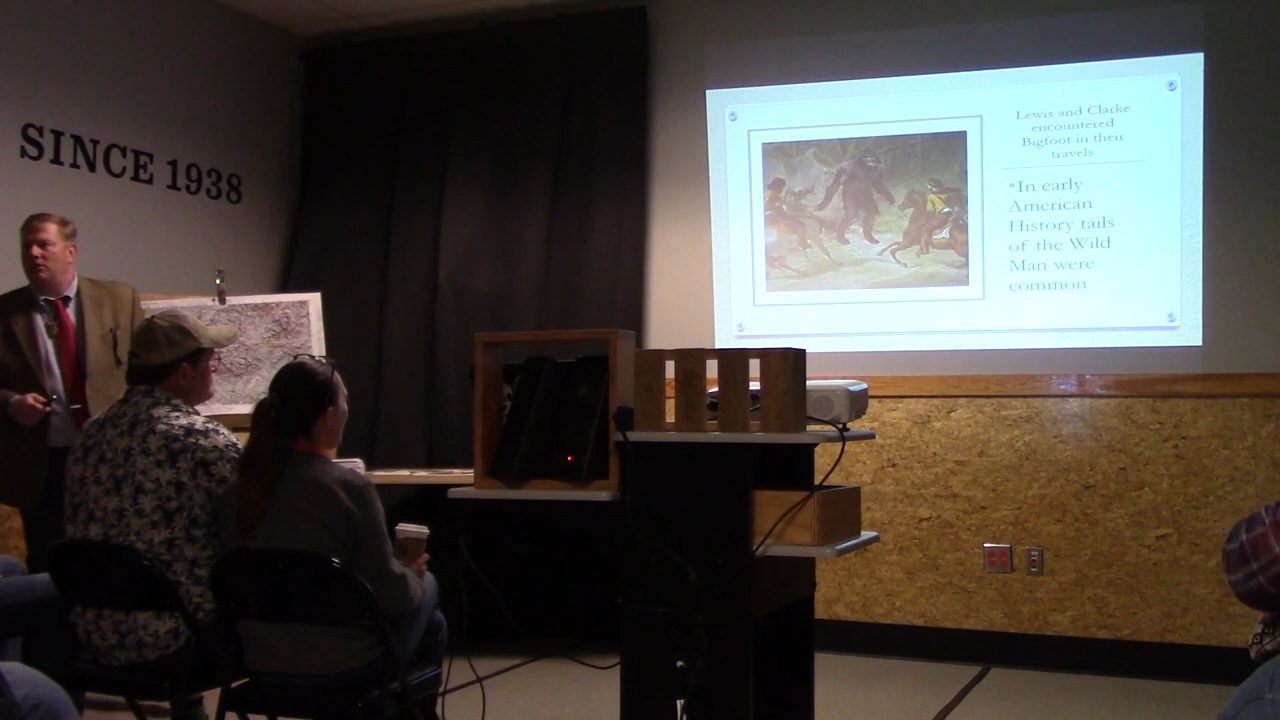 SINCE 1938
Lewis and Clarke
encountered
Bigfoot in their
travels
•In early
American
History tails
of the Wild
Man were
common